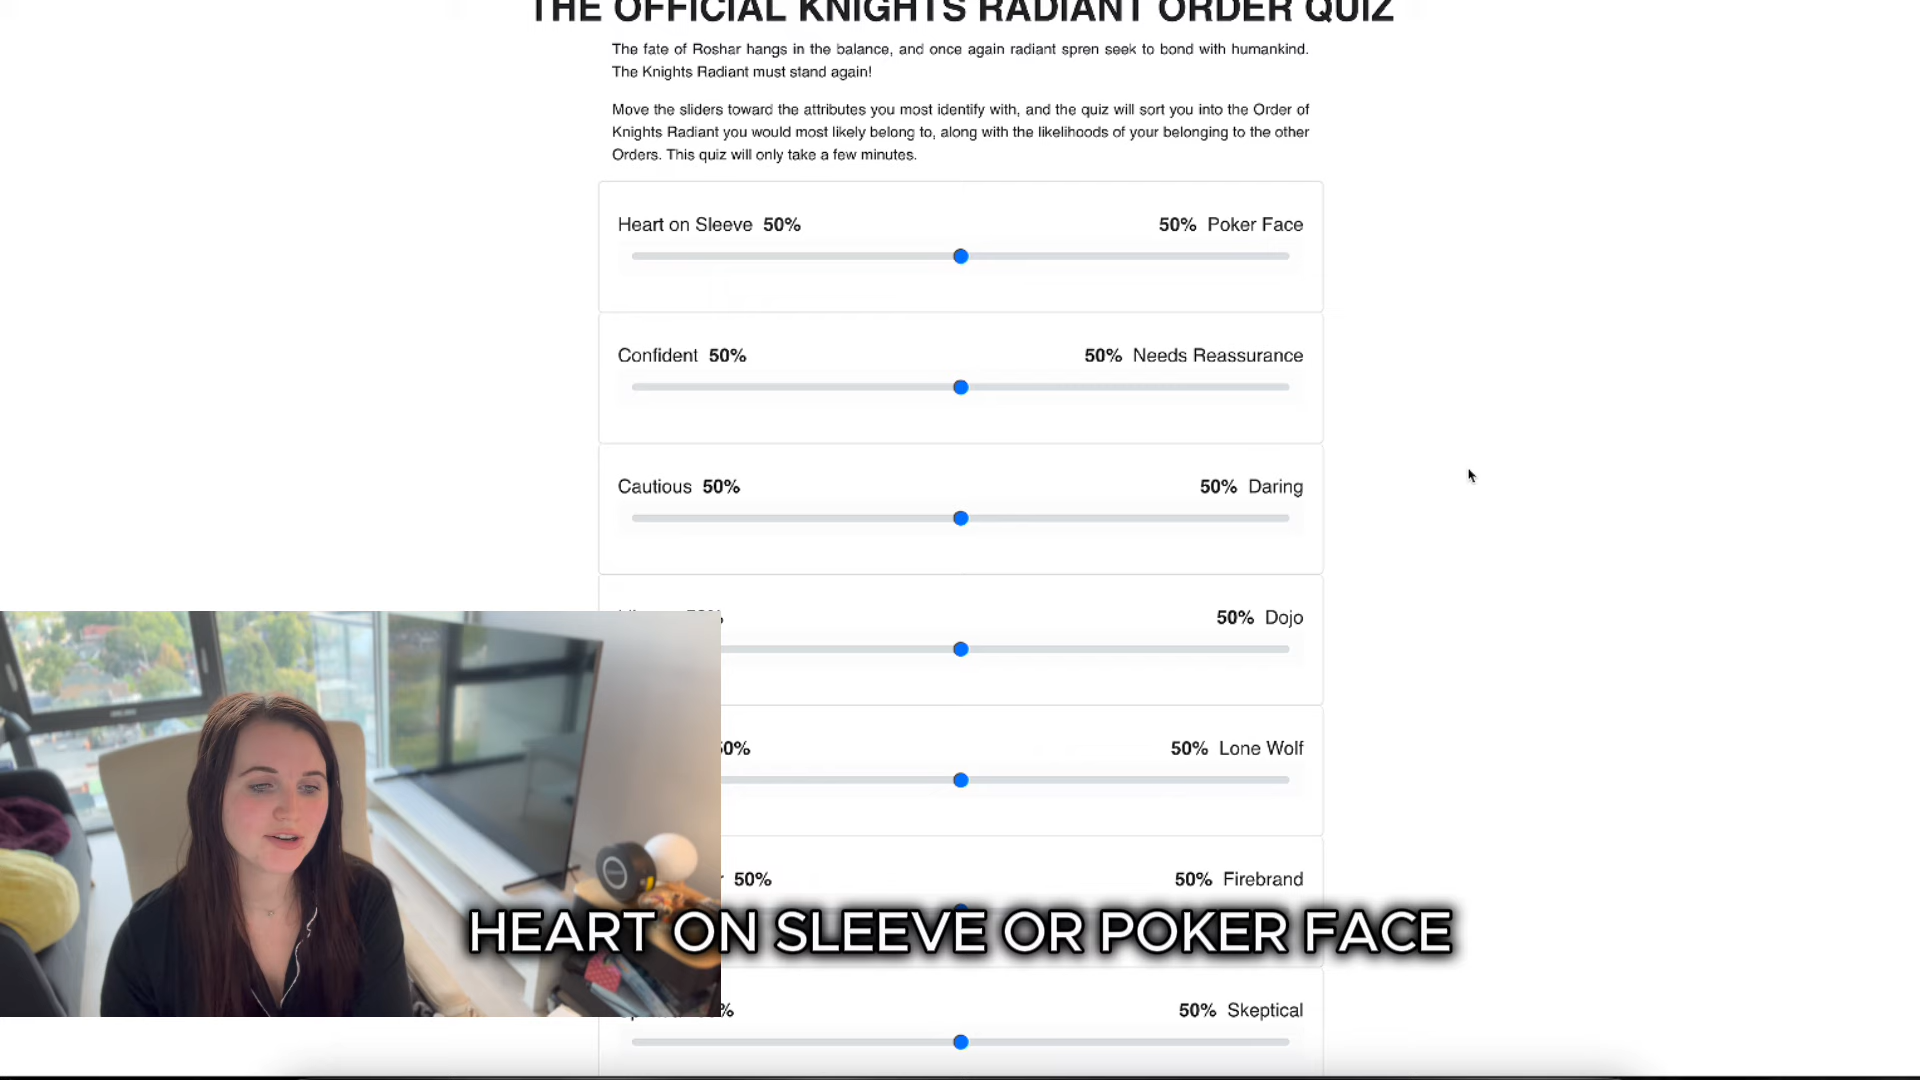 THE OFFICIAL KNIGHTS RADIANT ORDER QUIZ
The fate of Roshar hangs in the balance, and once again radiant spren seek to bond with humankind.
The Knights Radiant must stand again!
Move the sliders toward the attributes you most identify with, and the quiz will sort you into the Order of
Knights Radiant you would most likely belong to, along with the likelihoods of your belonging to the other
Orders. This quiz will only take a few minutes.
Heart on Sleeve 50% 50% Poker Face
Confident 50% 50% Needs Reassurance
Cautious 50% 50% Daring
50% Dojo
50% Lone Wolf
50% 50% Firebrand
HEART ON SLEEVE OR POKER FACE
50% Skeptical